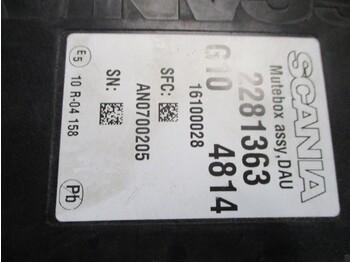 SCANIA
Mutebox assy,DAU
2281363
G10 4814
SFC: 16100028
SN: AN0700205
E5 10 R-04 158
Pb